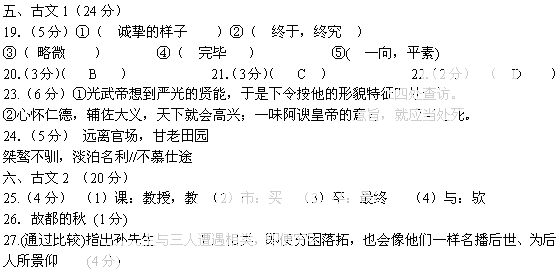 五、古文 1（24 分）
19.（5分）①（ 诚挚的样子 ）②（ 终于，终究 ）
③（ 略微 ） ④（ 完毕 ） ⑤( 一向，平素)
20.(3分)( B ) 21.(3分)( C ) 22.(2分) ( D )
23.（6 分）①光武帝想到严光的贤能，于是下令按他的形貌特征四处查访。
②心怀仁德，辅佐大义，天下就会高兴；一味阿谀皇帝的意旨，就应当处死。
24.（5 分） 远离官场，甘老田园
桀骜不驯，淡泊名利//不慕仕途
六、古文 2 （20 分）
25.（4 分） （1）课：教授，教 （2）市：买 （3）卒：最终 （4）与：欤
26. 故都的秋 (1 分)
27.(通过比较)指出孙先生与三人遭遇相类，即使穷困落拓，也会像他们一样名播后世、为后
人所景仰 (4 分)